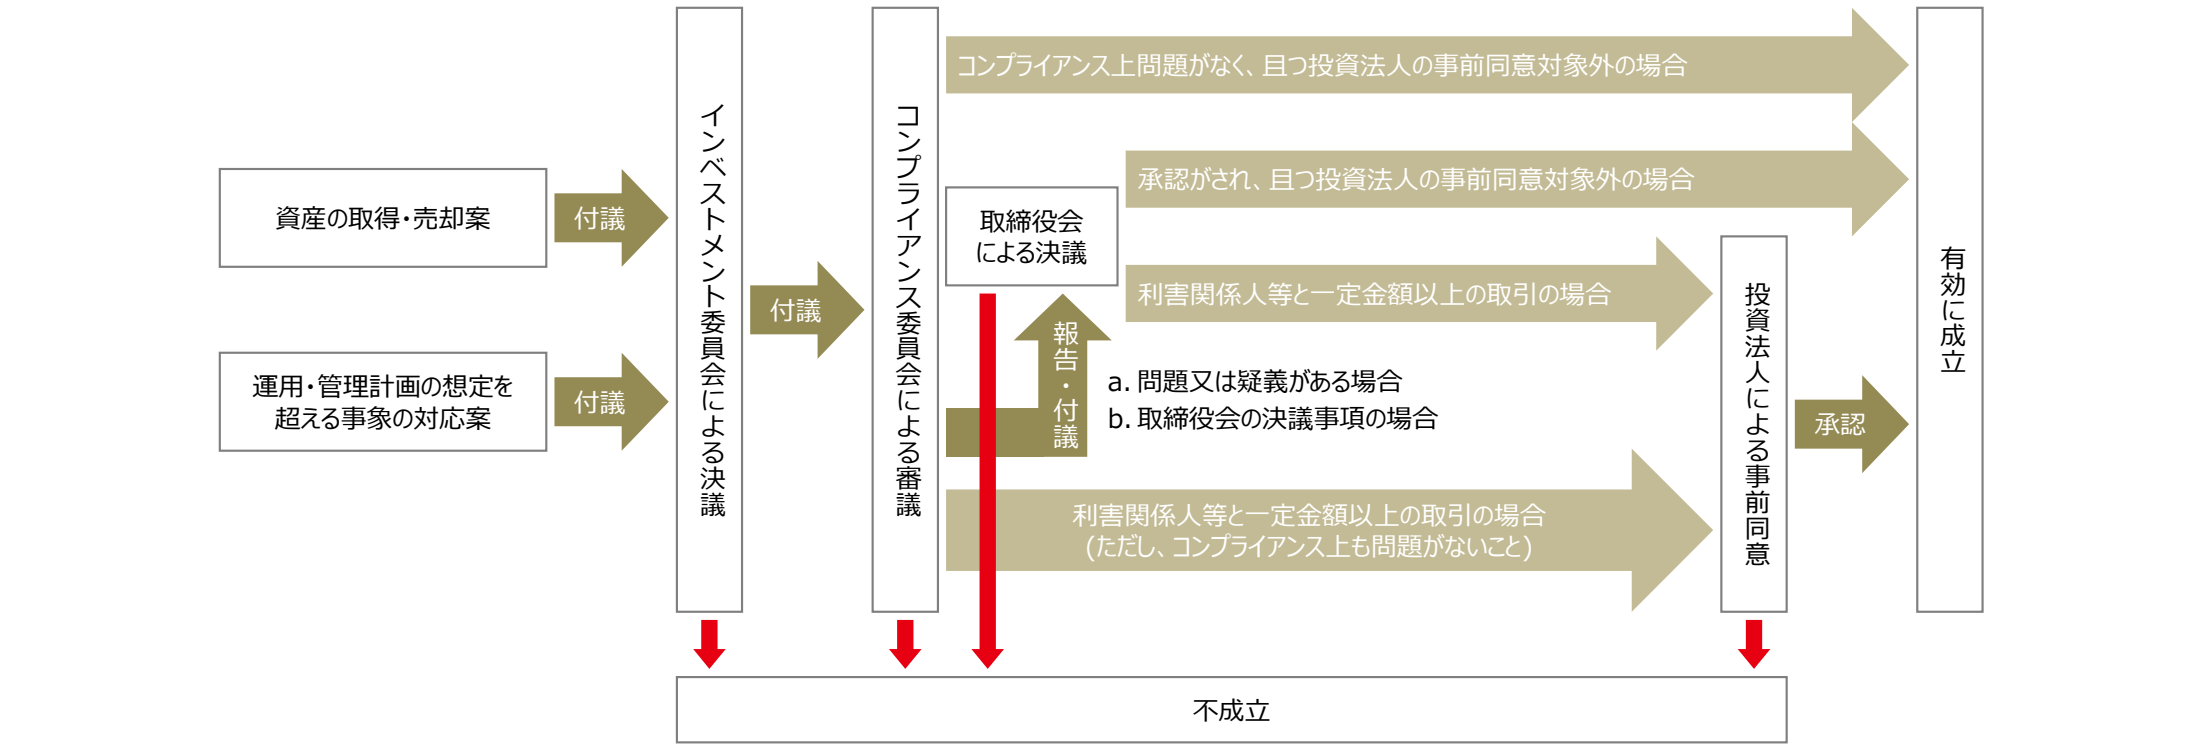 資産の取得・売却案
付議
運用・管理計画の想定を
超える事象の対応案
付議
インベストメント委員会による決議
付議
コンプライアンス委員会による審議
コンプライアンス上問題がなく、且つ投資法人の事前同意対象外の場合
取締役会
による決議
承認がされ、且つ投資法人の事前同意対象外の場合
利害関係人等と一定金額以上の取引の場合
報告・付議
a. 問題又は疑義がある場合
b. 取締役会の決議事項の場合
利害関係人等と一定金額以上の取引の場合
(ただし、コンプライアンス上も問題がないこと)
投資法人による事前同意
承認
有効に成立
不成立